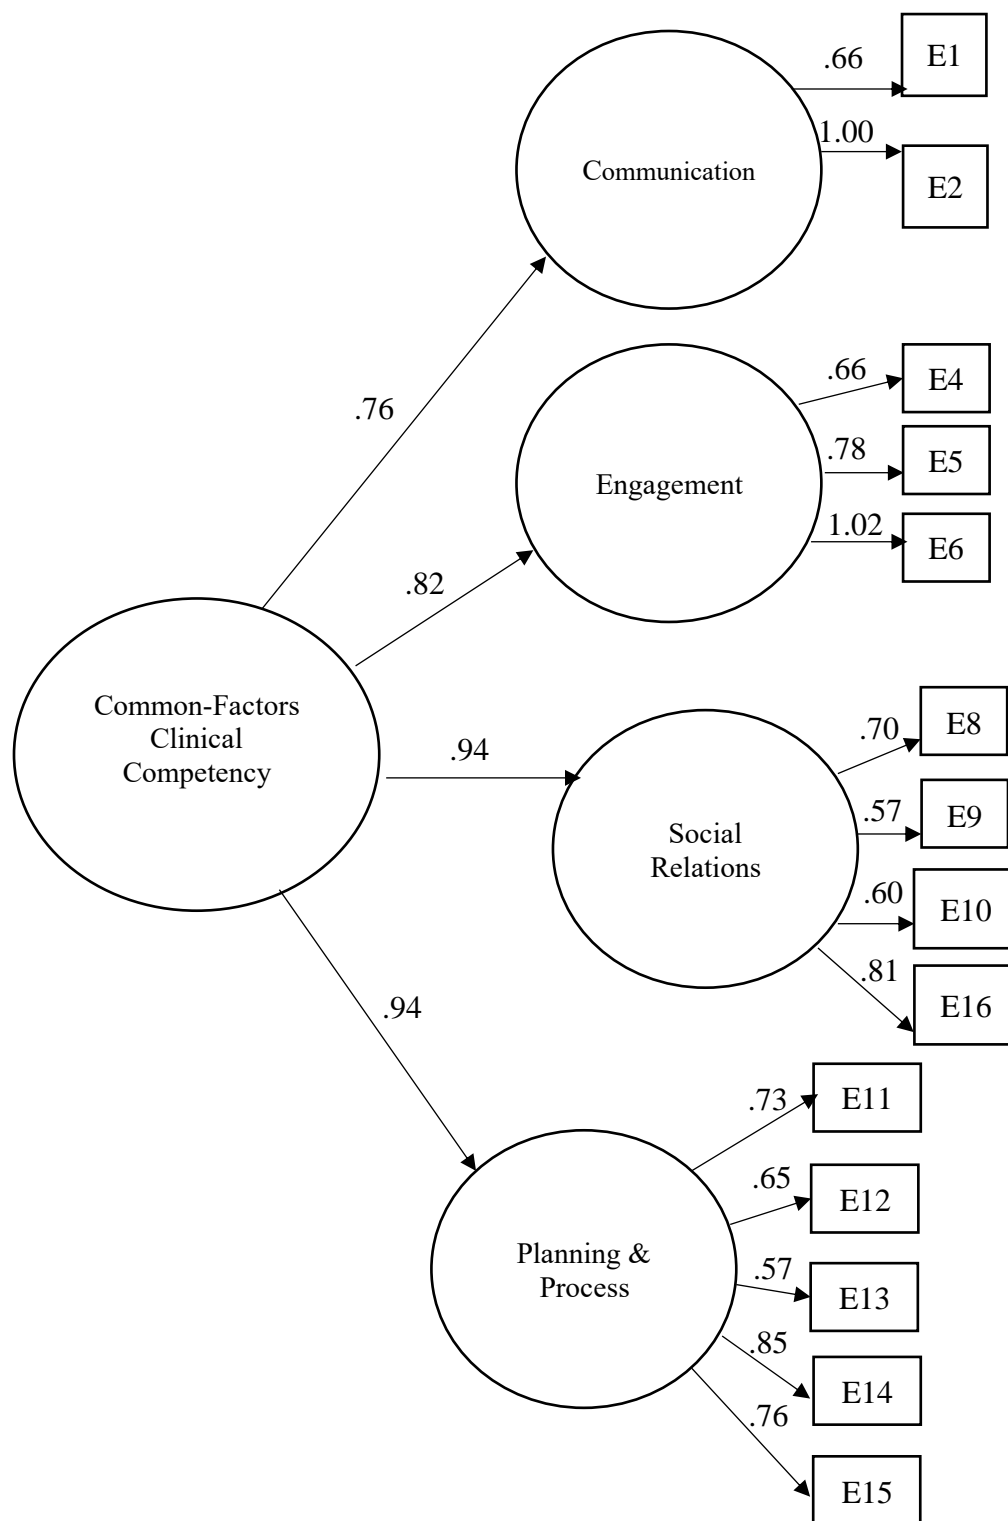 .66
E1
1.00
E2
Communication
.66
E4
.78
E5
1.02
E6
Engagement
.76
.82
Common-Factors
Clinical
Competency
.94
.94
.70
E8
.57
E9
.60
E10
.81
E16
Social
Relations
.73
E11
.65
E12
.57
E13
.85
E14
.76
E15
Planning &
Process